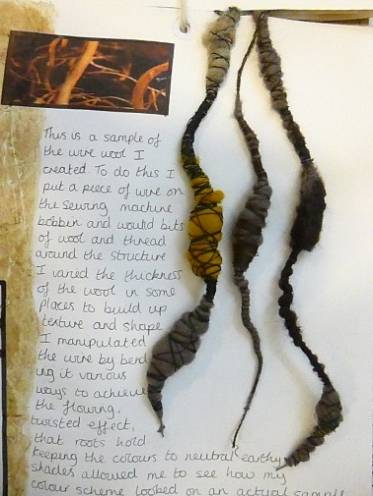 This is a sample of
the wire wool I
created. To do this I
put a piece of wire on
the sewing machine
bobbin and would bits
of wool and thread
around the structure
I varied the thickness
of the wool in some
places to build up
texture and shape
I manipulated
the wire by bend
ing it various
ways to achieve
the flowing,
twisted effect,
that roots hold
keeping the colours to neutral earthy
shades allowed me to see how my
colour scheme looked on an actual sample